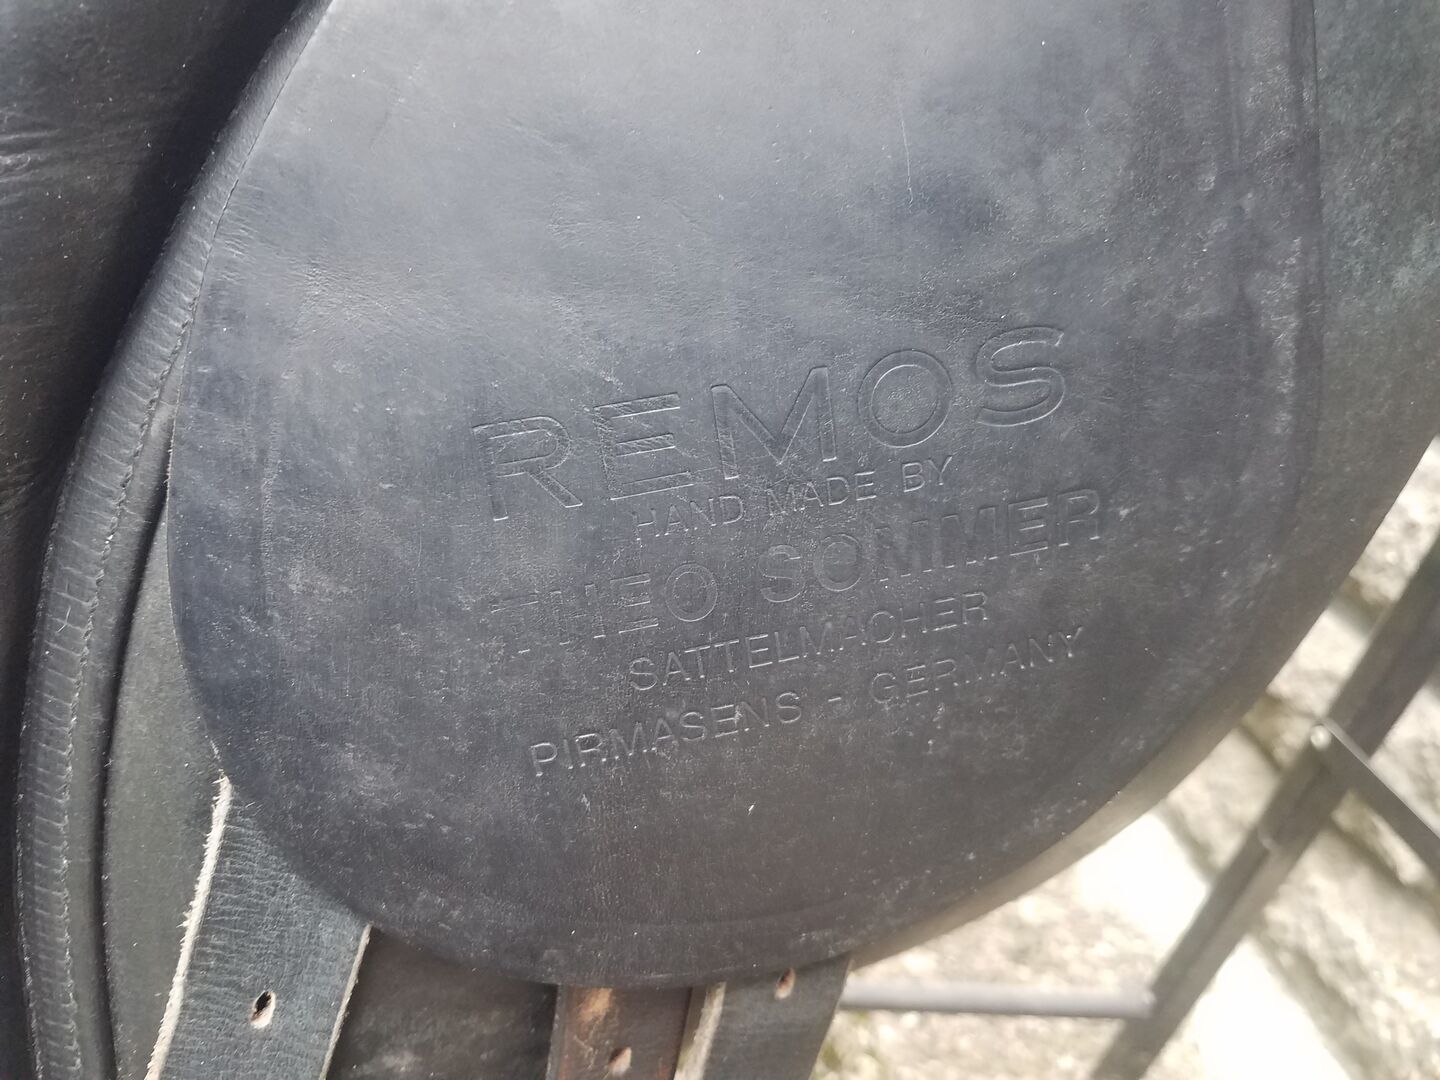 REMOS
HAND MADE BY
THEO SOMMER
SATTELMACHER
PIRMASENS - GERMANY